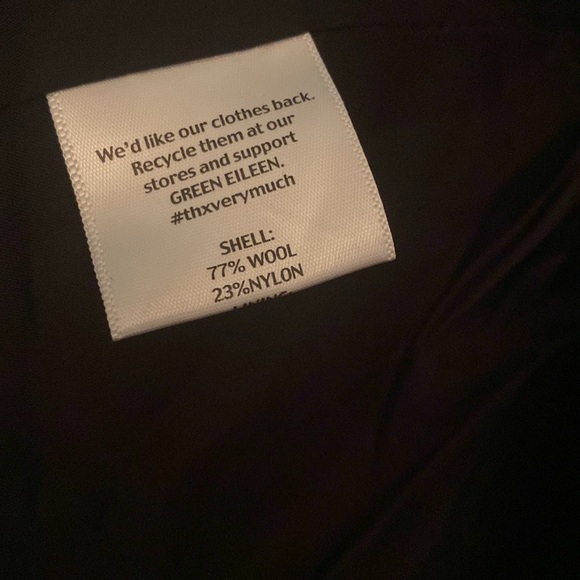 We'd like our clothes back.
Recycle them at our
stores and support
GREEN EILEEN.
#thxverymuch
SHELL:
77% WOOL
23%NYLON